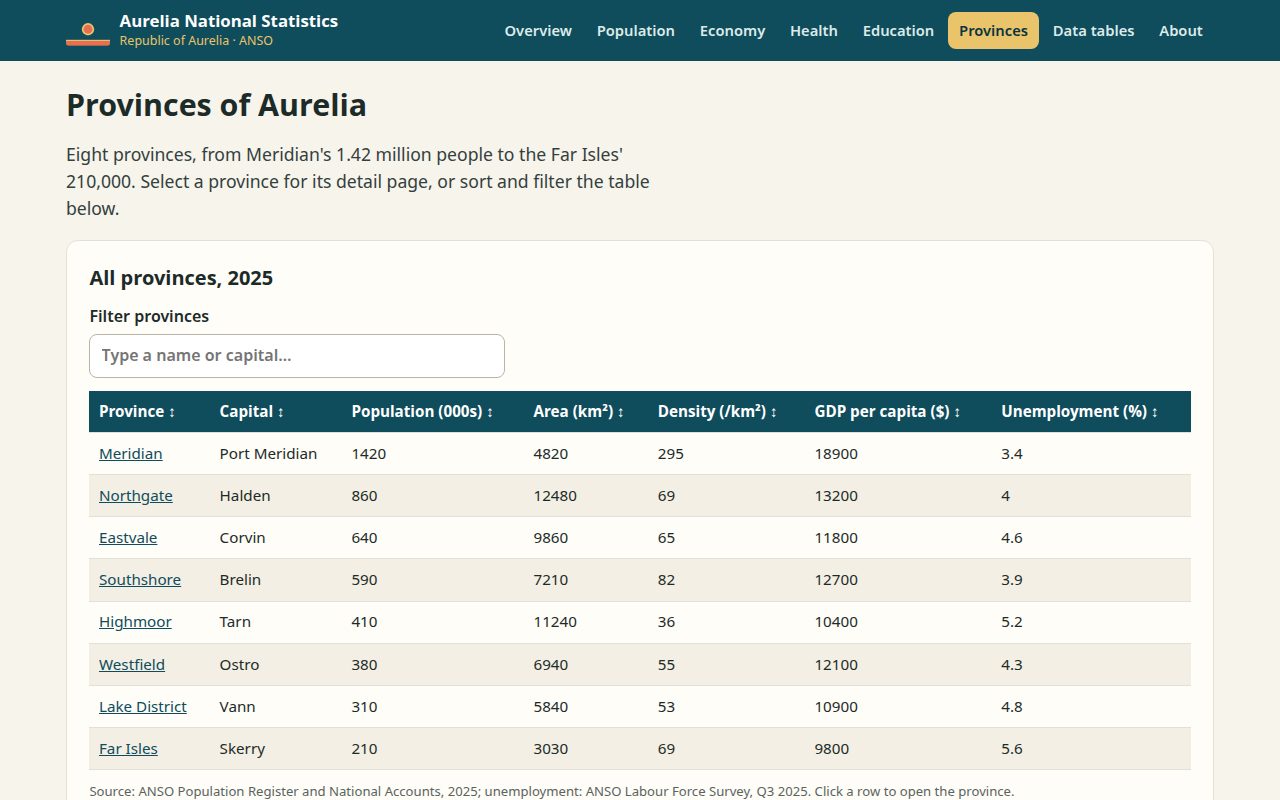 Aurelia National Statistics
Republic of Aurelia · ANSO
Overview Population Economy Health Education Provinces Data tables About
Provinces of Aurelia
Eight provinces, from Meridian's 1.42 million people to the Far Isles'
210,000. Select a province for its detail page, or sort and filter the table
below.
All provinces, 2025
Filter provinces
Type a name or capital...
Province ↕ Capital ↕ Population (000s) ↕ Area (km²) ↕ Density (/km²) ↕ GDP per capita ($) ↕ Unemployment (%) ↕
Meridian Port Meridian 1420 4820 295 18900 3.4
Northgate Halden 860 12480 69 13200 4
Eastvale Corvin 640 9860 65 11800 4.6
Southshore Brelin 590 7210 82 12700 3.9
Highmoor Tarn 410 11240 36 10400 5.2
Westfield Ostro 380 6940 55 12100 4.3
Lake District Vann 310 5840 53 10900 4.8
Far Isles Skerry 210 3030 69 9800 5.6
Source: ANSO Population Register and National Accounts, 2025; unemployment: ANSO Labour Force Survey, Q3 2025. Click a row to open the province.